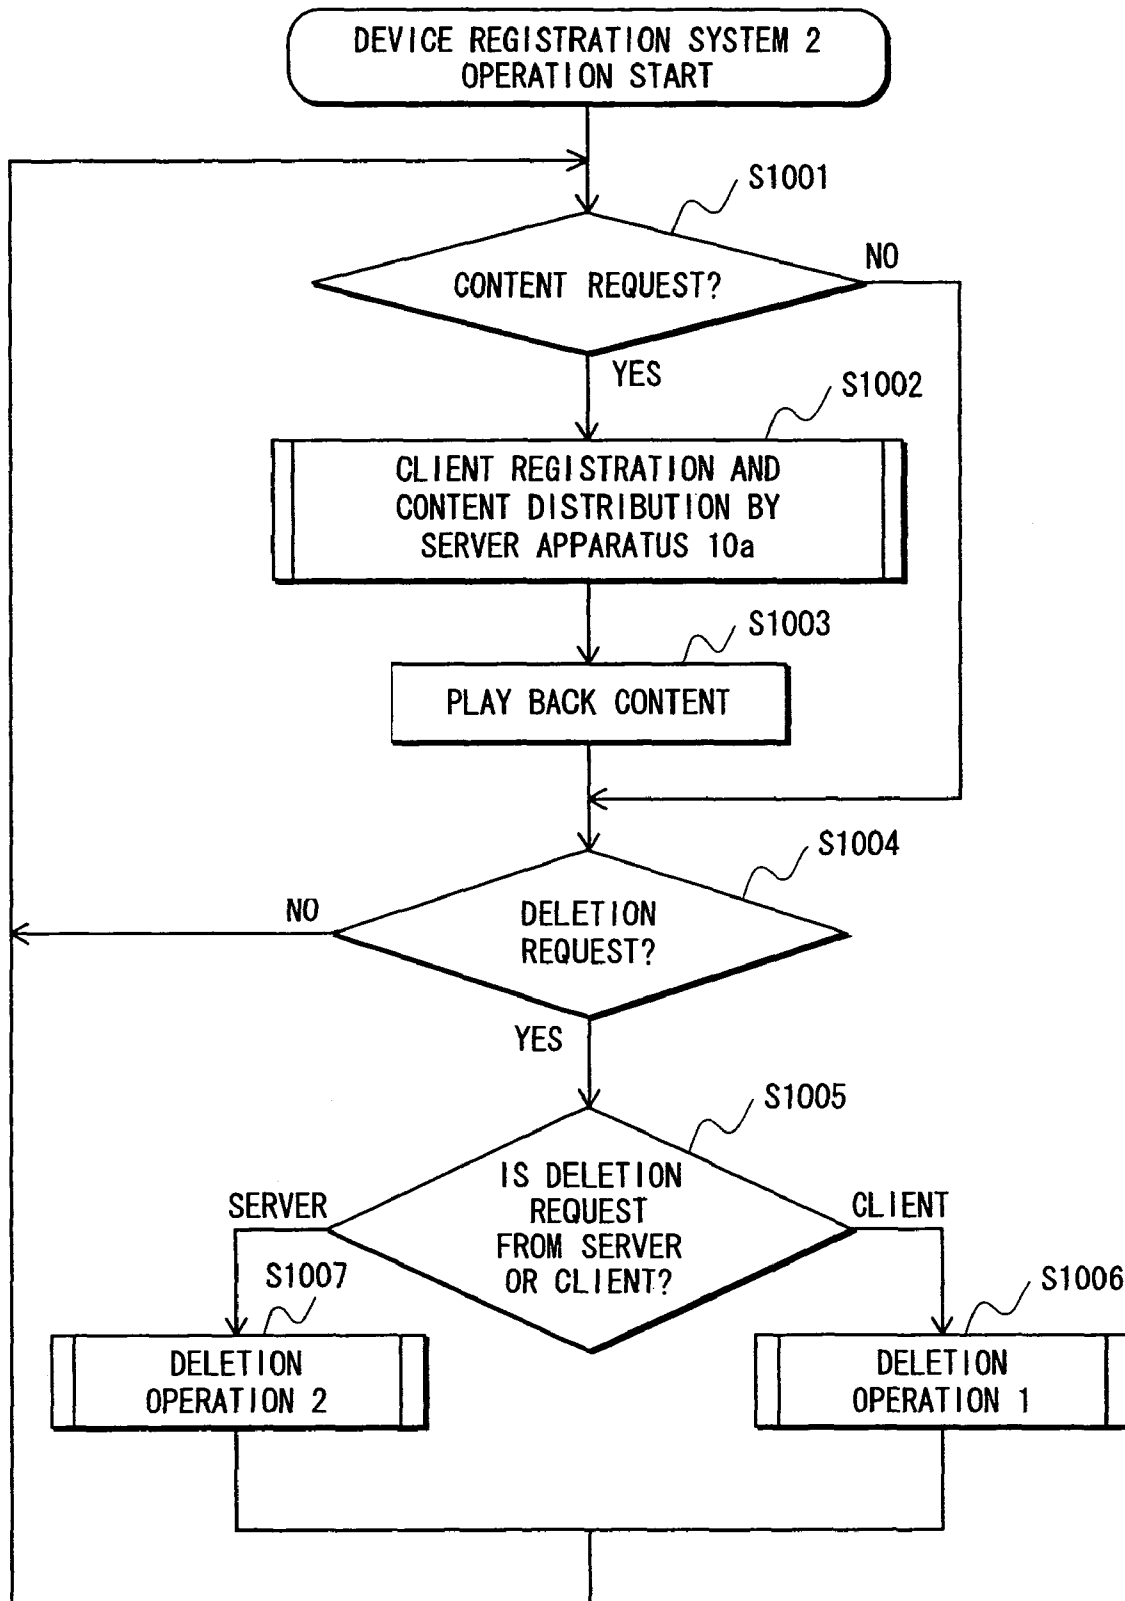 DEVICE REGISTRATION SYSTEM 2
OPERATION START
S1001
CONTENT REQUEST?
NO
YES
S1002
CLIENT REGISTRATION AND
CONTENT DISTRIBUTION BY
SERVER APPARATUS 10a
S1003
PLAY BACK CONTENT
S1004
DELETION
REQUEST?
NO
YES
S1005
IS DELETION
REQUEST
FROM SERVER
OR CLIENT?
SERVER
CLIENT
S1007
DELETION
OPERATION 2
S1006
DELETION
OPERATION 1